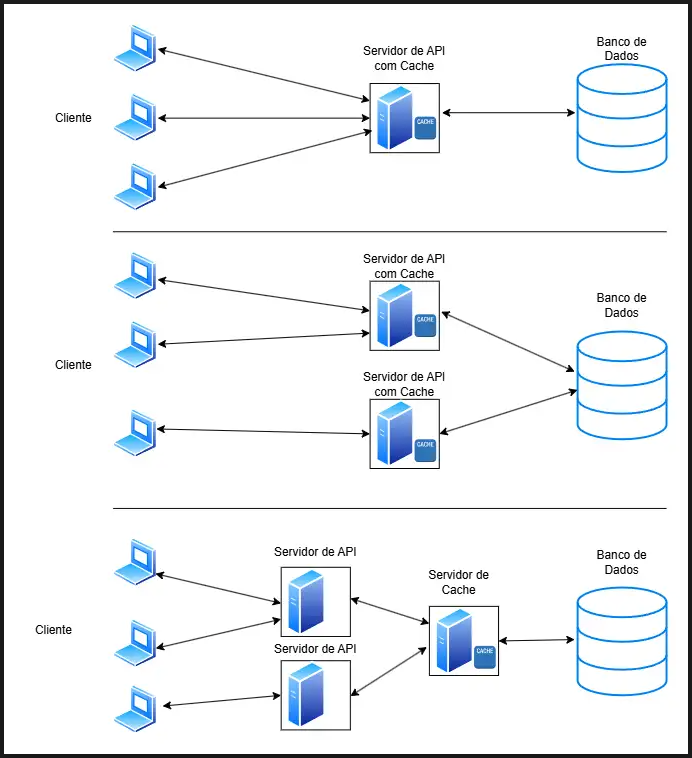 Servidor de API
com Cache
Banco de
Dados
Cliente
CACHE
Servidor de API
com Cache
Banco de
Dados
CACHE
Cliente
Servidor de API
com Cache
CACHE
Servidor de API
Banco de
Dados
Servidor de
Cache
Cliente
Servidor de API
CACHE